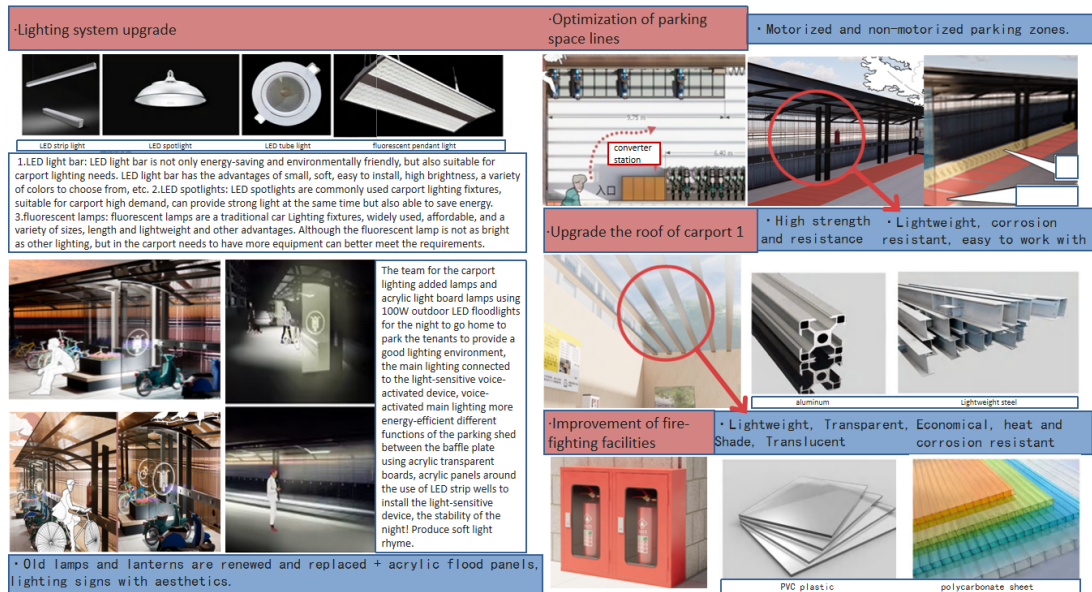 ·Lighting system upgrade
LED strip light
LED spotlight
LED tube light
fluorescent pendant light
1.LED light bar: LED light bar is not only energy-saving and environmentally friendly, but also suitable for
carport lighting needs. LED light bar has the advantages of small, soft, easy to install, high brightness, a variety
of colors to choose from, etc. 2.LED spotlights: LED spotlights are commonly used carport lighting fixtures,
suitable for carport high demand, can provide strong light at the same time but also able to save energy.
3.fluorescent lamps: fluorescent lamps are a traditional car Lighting fixtures, widely used, affordable, and a
variety of sizes, length and lightweight and other advantages. Although the fluorescent lamp is not as bright
as other lighting, but in the carport needs to have more equipment can better meet the requirements.
The team for the carport
lighting added lamps and
acrylic light board lamps using
100W outdoor LED floodlights
for the night to go home to
park the tenants to provide a
good lighting environment,
the main lighting connected
to the light-sensitive voice-
activated device, voice-
activated main lighting more
energy-efficient different
functions of the parking shed
between the baffle plate
using acrylic transparent
boards, acrylic panels around
the use of LED strip wells to
install the light-sensitive
device, the stability of the
night! Produce soft light
rhyme.
·Old lamps and lanterns are renewed and replaced + acrylic flood panels,
lighting signs with aesthetics.
·Optimization of parking
space lines
·Motorized and non-motorized parking zones.
3.75 m
converter
station
6.40 m
入口
·Upgrade the roof of carport 1
·High strength
and resistance
·Lightweight, corrosion
resistant, easy to work with
aluminum
Lightweight steel
·Improvement of fire-
fighting facilities
·Lightweight, Transparent,
Shade, Translucent
Economical, heat and
corrosion resistant
PVC plastic
polycarbonate sheet